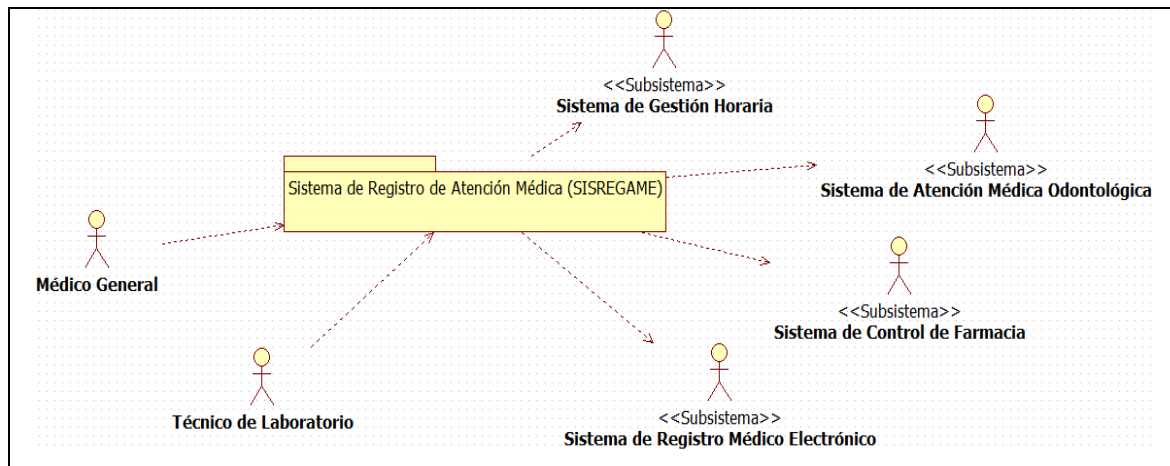 <<Subsistema>>
Sistema de Gestión Horaria
<<Subsistema>>
Sistema de Atención Médica Odontológica
Sistema de Registro de Atención Médica (SISREGAME)
Médico General
<<Subsistema>>
Sistema de Control de Farmacia
Técnico de Laboratorio
<<Subsistema>>
Sistema de Registro Médico Electrónico